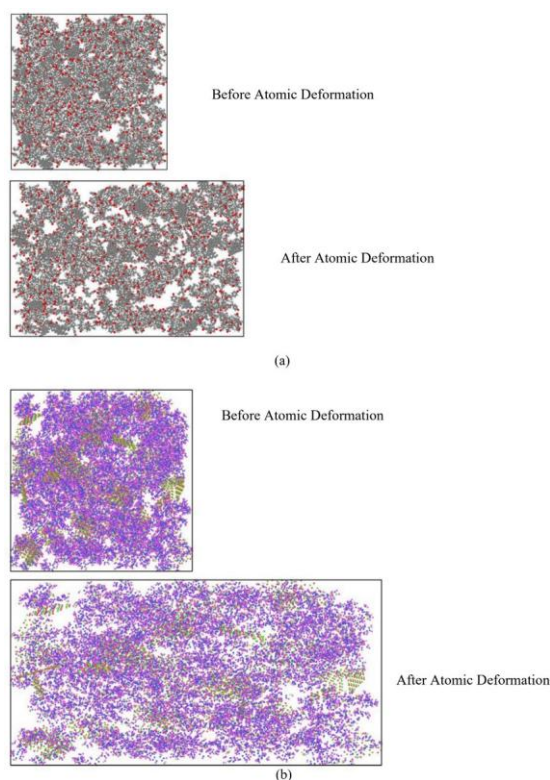 Before Atomic Deformation
After Atomic Deformation
(a)
Before Atomic Deformation
After Atomic Deformation
(b)